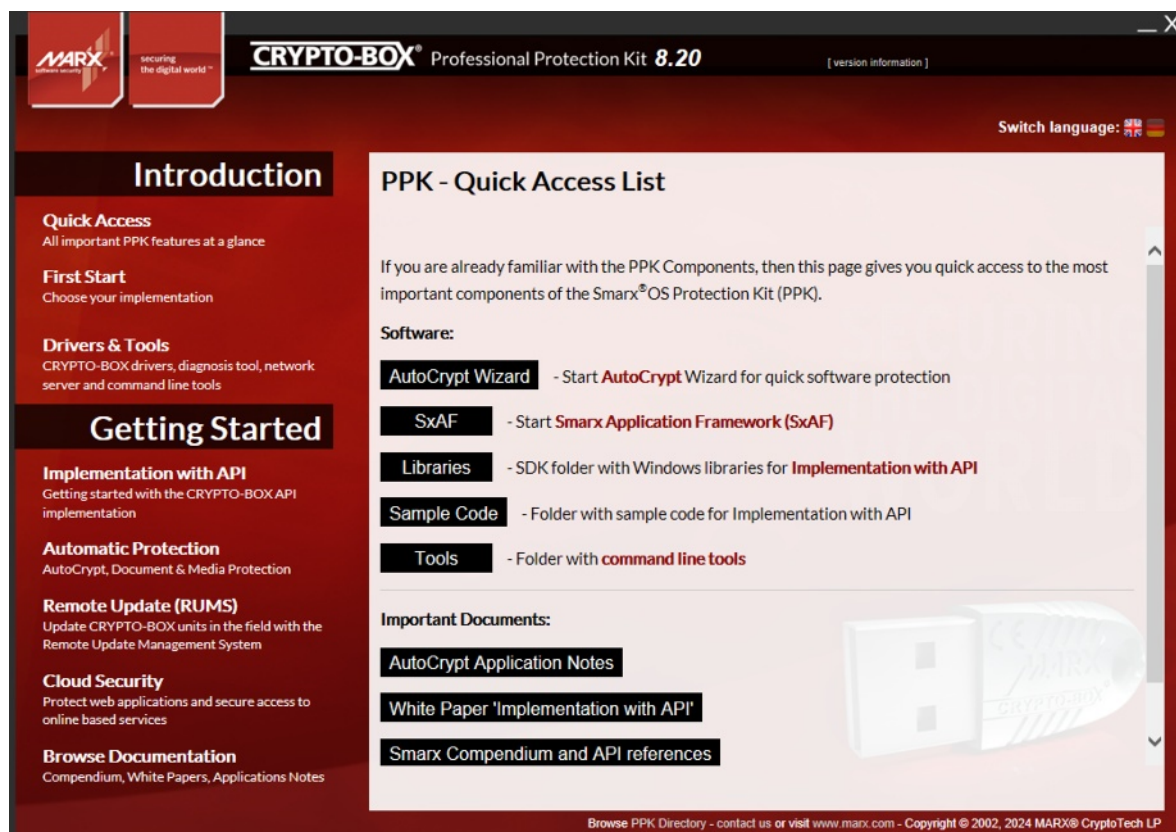 MARX
software security
securing
the digital world™
CRYPTO-BOX® Professional Protection Kit 8.20
[ version information ]
Switch language:
Introduction
Quick Access
All important PPK features at a glance
First Start
Choose your implementation
Drivers & Tools
CRYPTO-BOX drivers, diagnosis tool, network
server and command line tools
Getting Started
Implementation with API
Getting started with the CRYPTO-BOX API
implementation
Automatic Protection
AutoCrypt, Document & Media Protection
Remote Update (RUMS)
Update CRYPTO-BOX units in the field with the
Remote Update Management System
Cloud Security
Protect web applications and secure access to
online based services
Browse Documentation
Compendium, White Papers, Applications Notes
PPK - Quick Access List
If you are already familiar with the PPK Components, then this page gives you quick access to the most
important components of the Smarx®OS Protection Kit (PPK).
Software:
AutoCrypt Wizard - Start AutoCrypt Wizard for quick software protection
SxAF - Start Smarx Application Framework (SxAF)
Libraries - SDK folder with Windows libraries for Implementation with API
Sample Code - Folder with sample code for Implementation with API
Tools - Folder with command line tools
Important Documents:
AutoCrypt Application Notes
White Paper 'Implementation with API'
Smarx Compendium and API references
SECURING
THE DIGITAL
WORLD
CE
MARX
CRYPTO-BOX®
Browse PPK Directory - contact us or visit www.marx.com - Copyright © 2002, 2024 MARX® CryptoTech LP